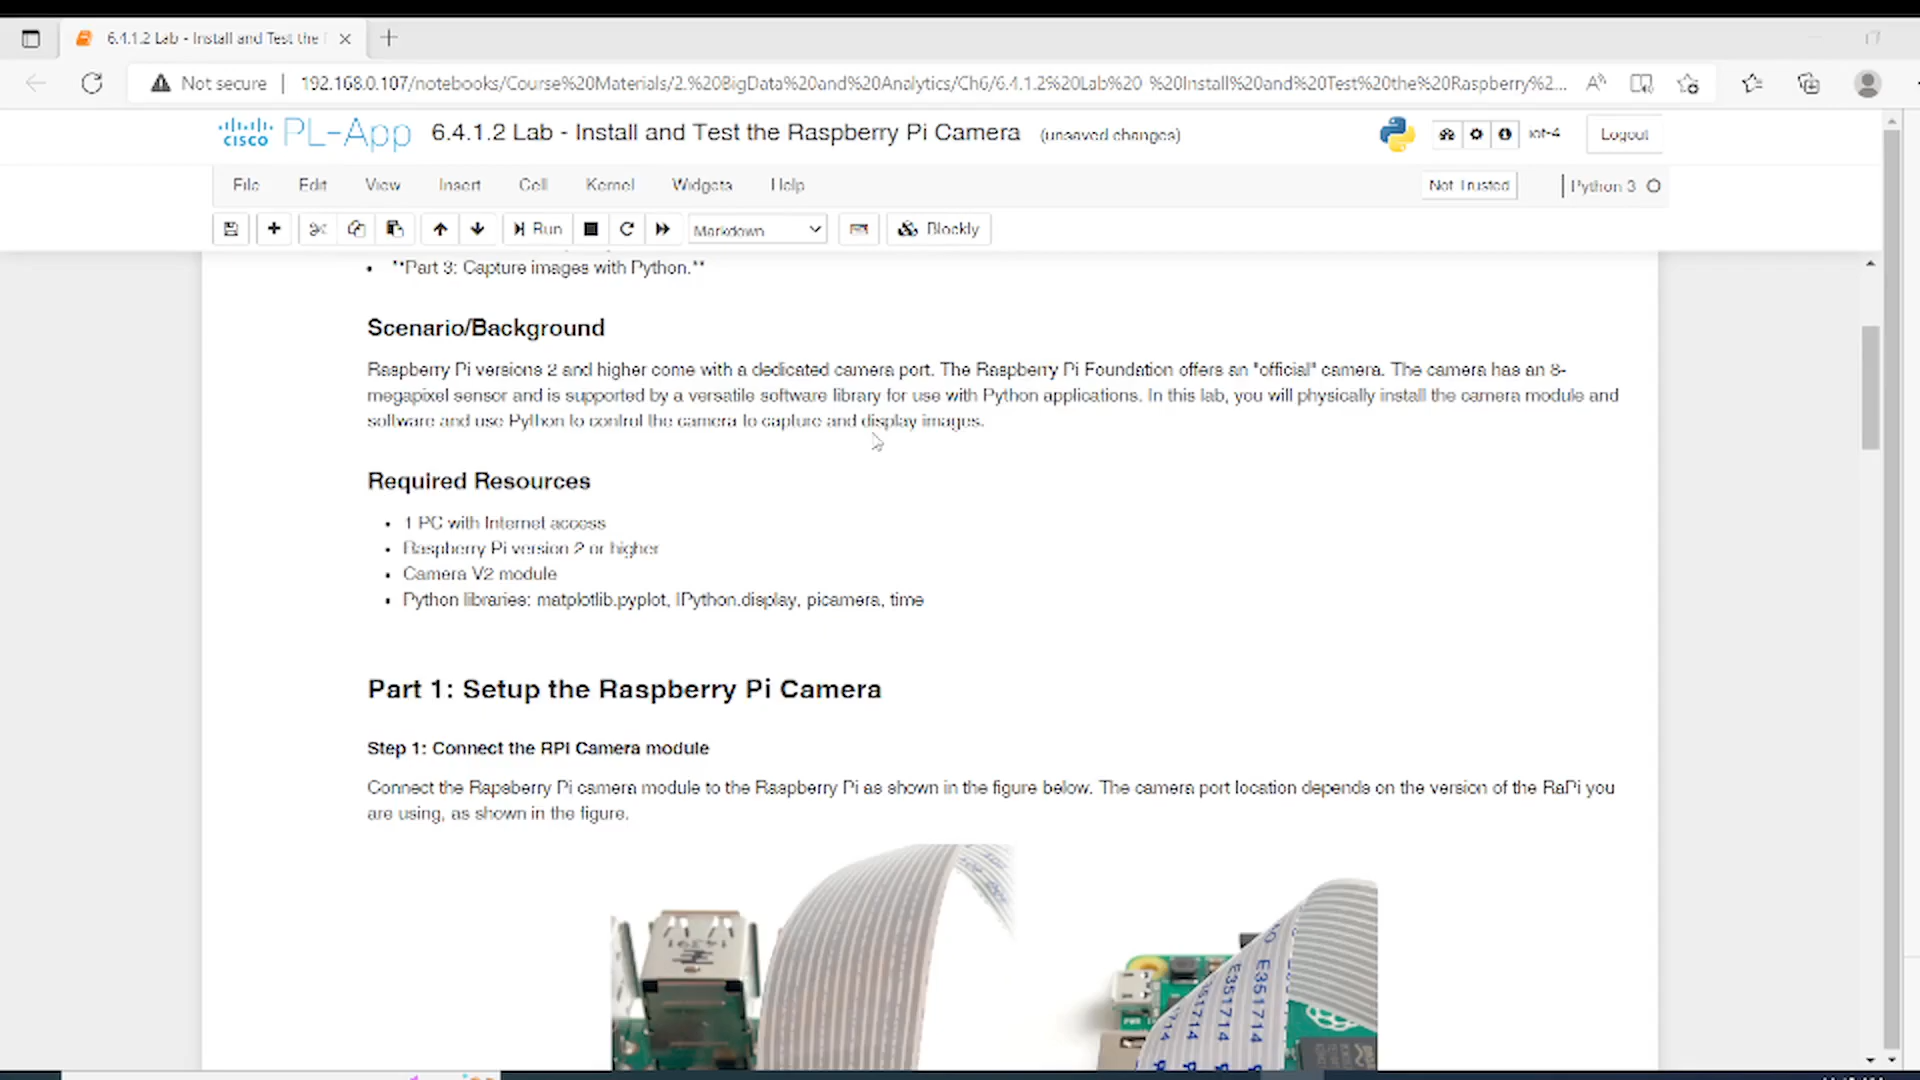 6.4.1.2 Lab - Install and Test the
Not secure | 192.168.0.107/notebooks/Course%20Materials/2.%20BigData%20and%20Analytics/Ch6/6.4.1.2%20Lab%20 %20Install%20and%20Test%20the%20Raspberry%2...
cisco PL-App 6.4.1.2 Lab - Install and Test the Raspberry Pi Camera (unsaved changes) iot-4 Logout
File Edit View Insert Cell Kernel Widgets Help Not Trusted Python 3
Run Markdown Blockly
• **Part 3: Capture images with Python.**
Scenario/Background
Raspberry Pi versions 2 and higher come with a dedicated camera port. The Raspberry Pi Foundation offers an "official" camera. The camera has an 8-
megapixel sensor and is supported by a versatile software library for use with Python applications. In this lab, you will physically install the camera module and
software and use Python to control the camera to capture and display images.
Required Resources
• 1 PC with Internet access
• Raspberry Pi version 2 or higher
• Camera V2 module
• Python libraries: matplotlib.pyplot, IPython.display, picamera, time
Part 1: Setup the Raspberry Pi Camera
Step 1: Connect the RPI Camera module
Connect the Rapsberry Pi camera module to the Raspberry Pi as shown in the figure below. The camera port location depends on the version of the RaPi you
are using, as shown in the figure.
E351714